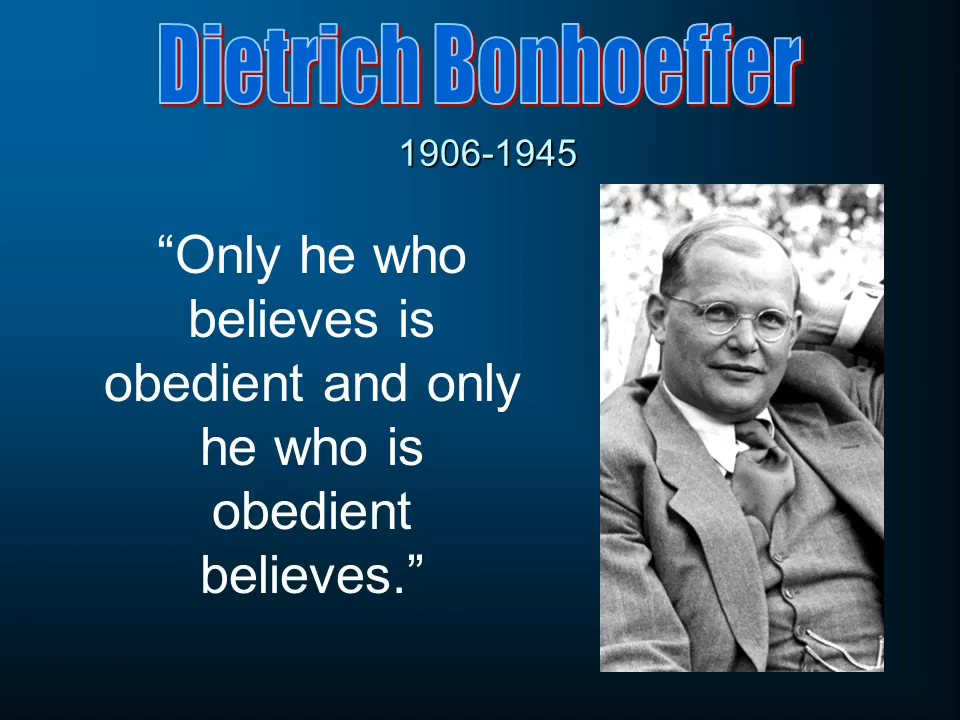 Dietrich Bonhoeffer
1906-1945
“Only he who
believes is
obedient and only
he who is
obedient
believes.”